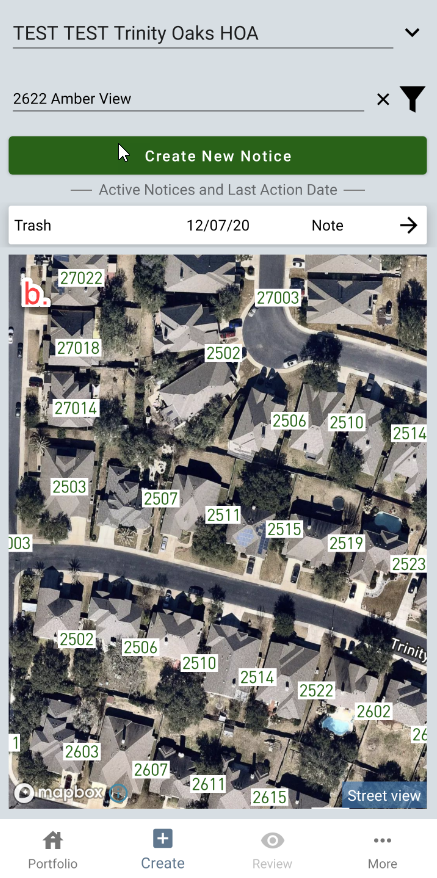 TEST TEST Trinity Oaks HOA
2622 Amber View
Create New Notice
Active Notices and Last Action Date
Trash 12/07/20 Note
b.
27022
27003
27018
2502
27014
2506
2510
2514
2503
2507
2511
2515
2519
003
2523
2502
2506
2510
2514
2522
2602
Trinity
26
1
2603
2607
2611
2615
mapbox
Street view
Portfolio
Create
Review
More